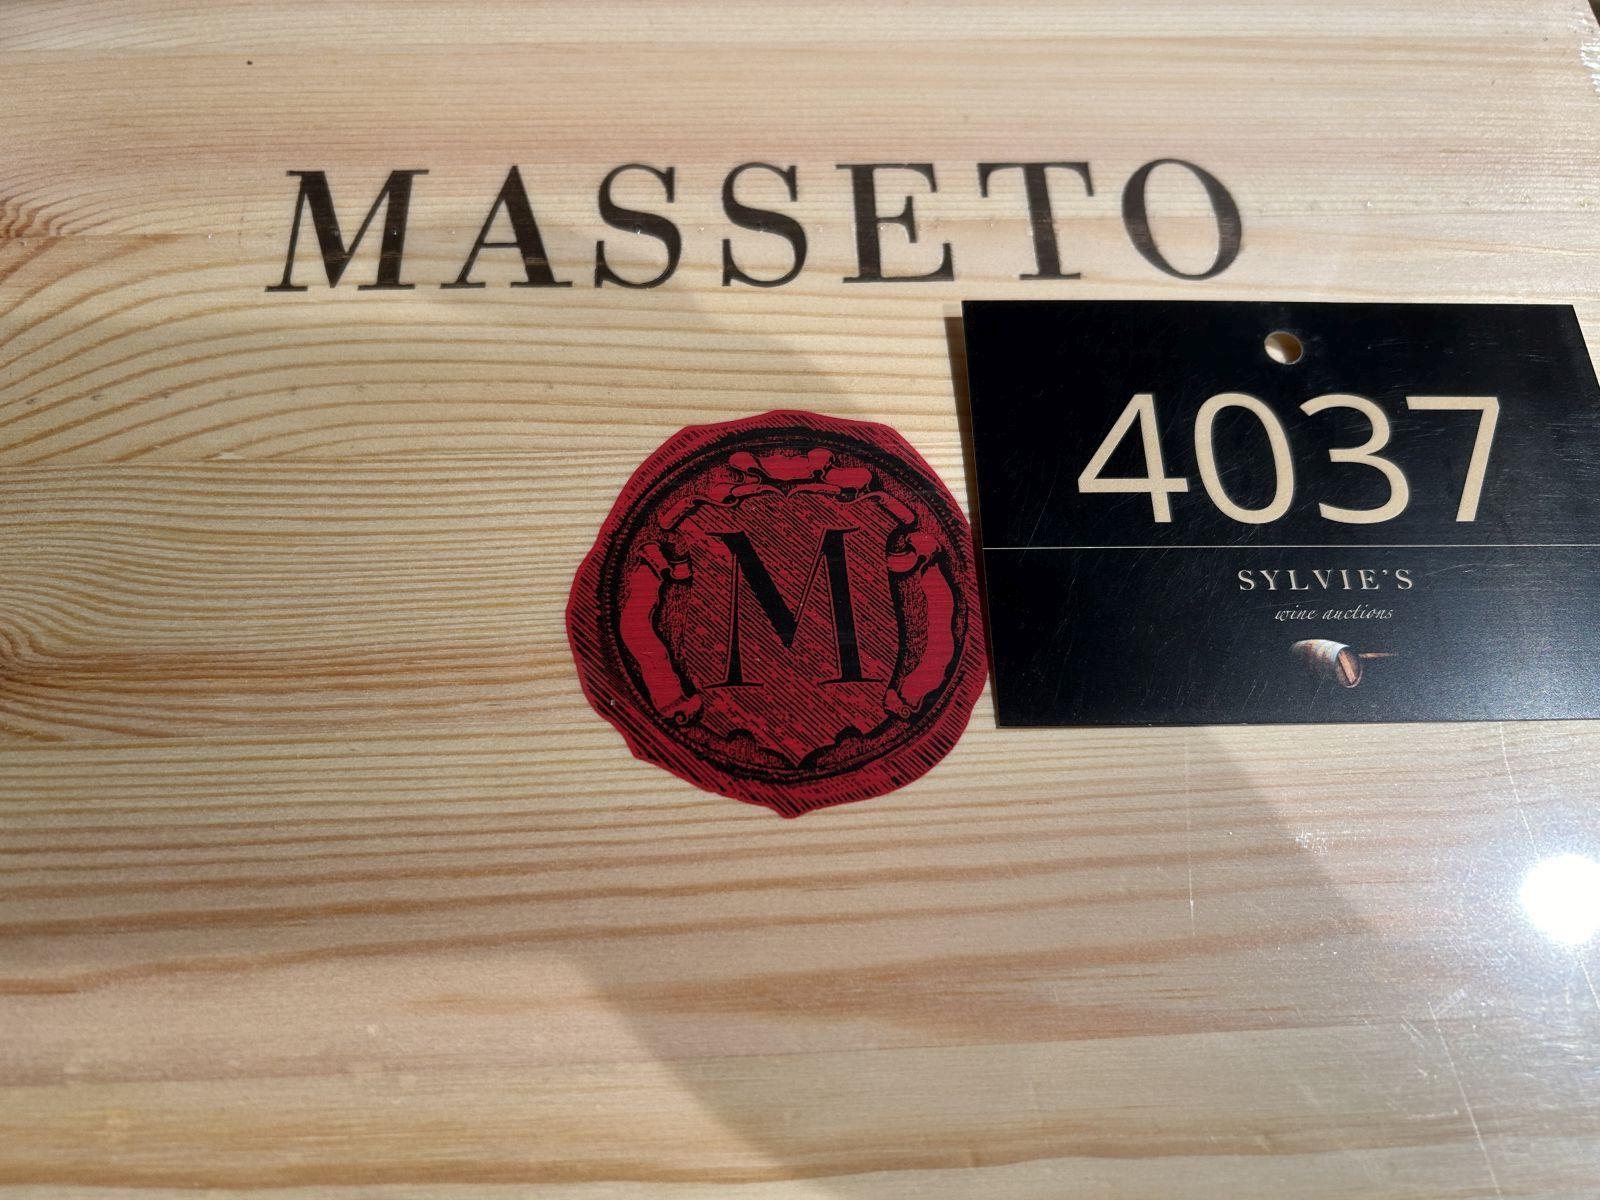 MASSETO
4037
M
SYLVIE'S
wine auctions